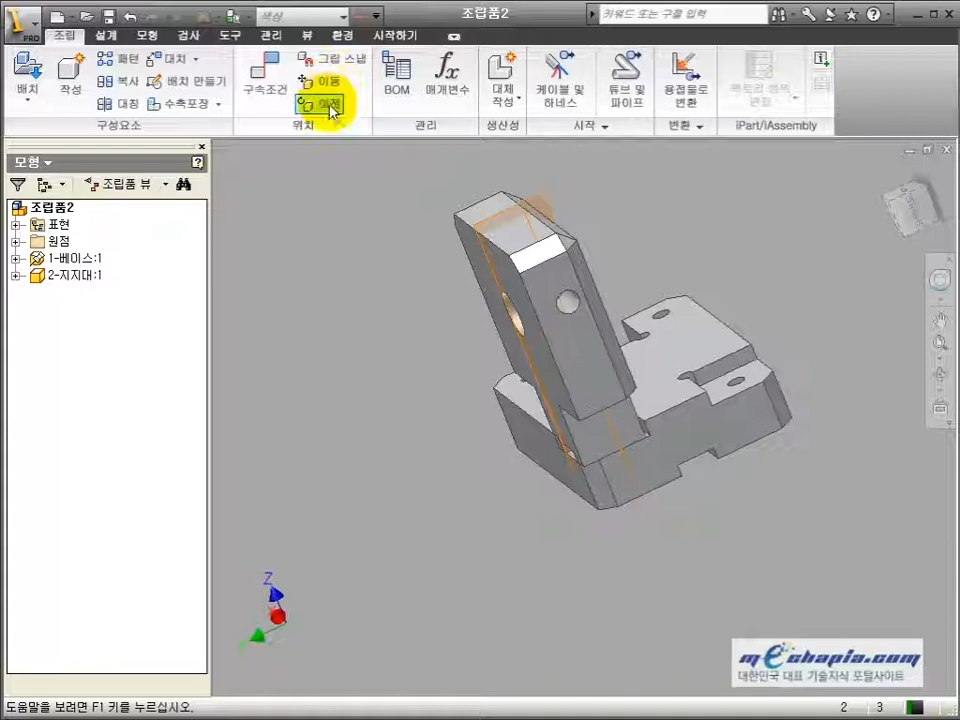 조립품2
키워드 또는 구절 입력
색상
PRO
조립 설계 모형 검사 도구 관리 뷰 환경 시작하기
배치
작성
패턴
복사
대칭
대치
배치 만들기
수축포장
구성요소
구속조건
그립 스냅
이동
위치
BOM
fx
매개변수
관리
대체
작성
생산성
케이블 및
하네스
튜브 및
파이프
시작
용접물로
변환
변환
iPart/iAssembly
모형
조립품 뷰
조립품2
표현
원점
1-베이스:1
2-지지대:1
Z
mechapia.com
대한민국 대표 기술지식 포털사이트
도움말을 보려면 F1 키를 누르십시오.
2 3